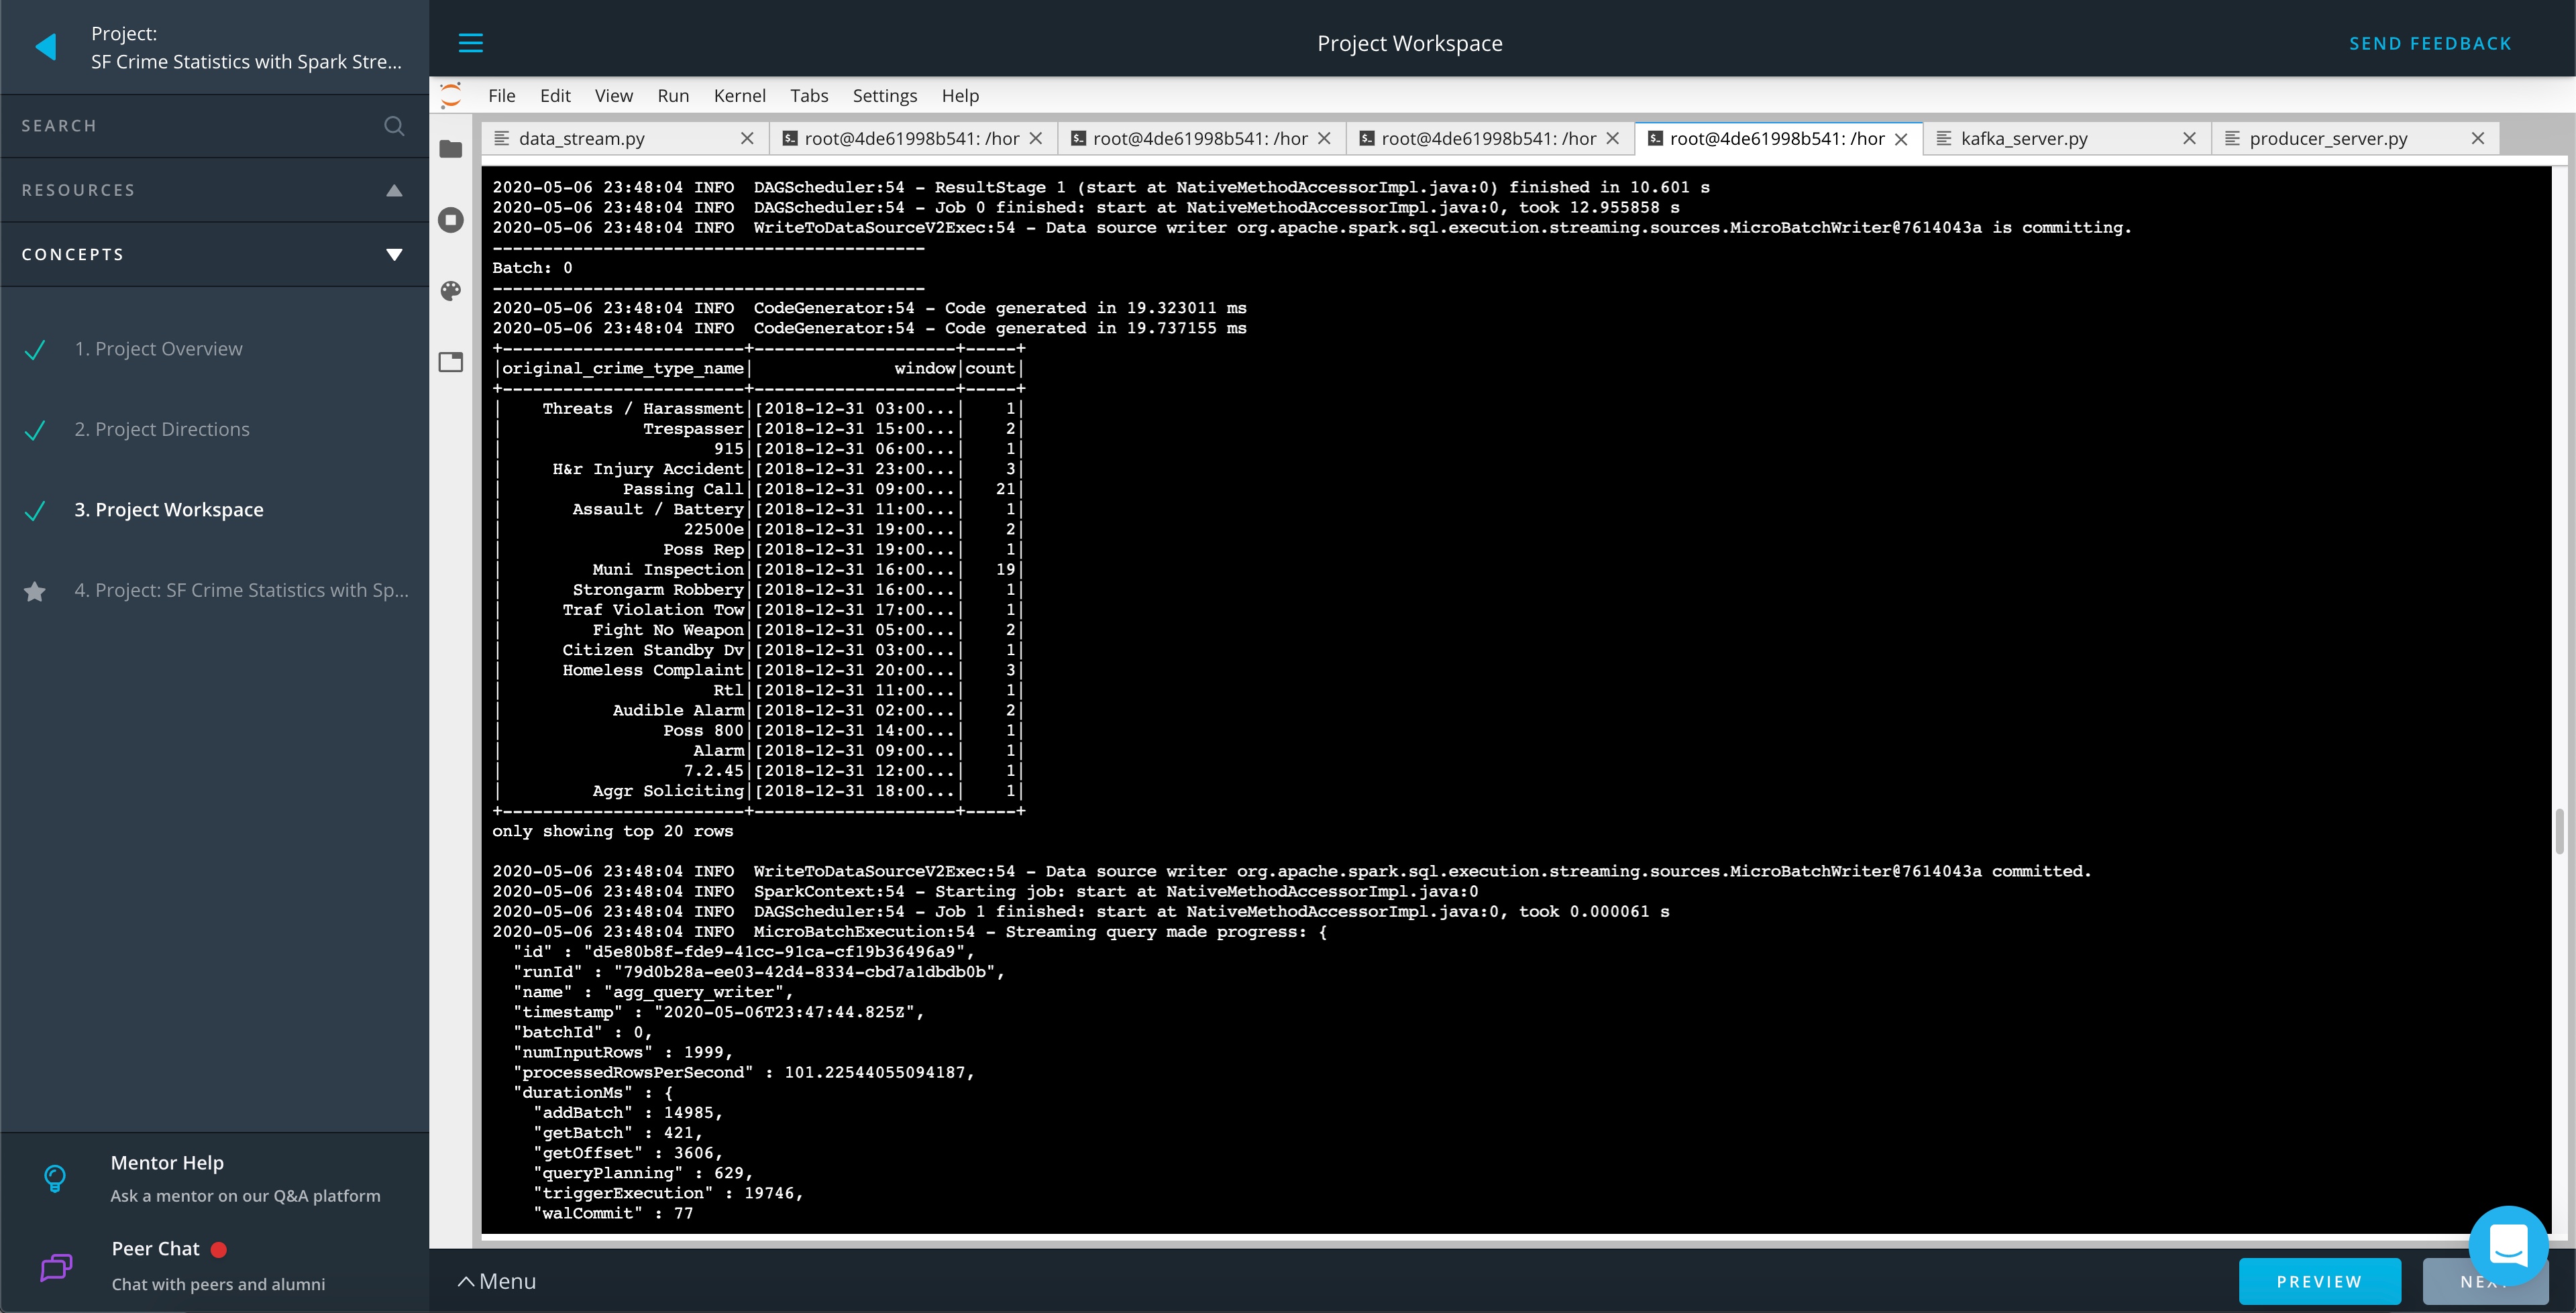 Project:
SF Crime Statistics with Spark Stre...
SEARCH
RESOURCES
CONCEPTS
1. Project Overview
2. Project Directions
3. Project Workspace
4. Project: SF Crime Statistics with Sp...
Mentor Help
Ask a mentor on our Q&A platform
Peer Chat
Chat with peers and alumni
Project Workspace
SEND FEEDBACK
File Edit View Run Kernel Tabs Settings Help
data_stream.py root@4de61998b541: /hor root@4de61998b541: /hor root@4de61998b541: /hor root@4de61998b541: /hor kafka_server.py producer_server.py
2020-05-06 23:48:04 INFO  DAGScheduler:54 - ResultStage 1 (start at NativeMethodAccessorImpl.java:0) finished in 10.601 s
2020-05-06 23:48:04 INFO  DAGScheduler:54 - Job 0 finished: start at NativeMethodAccessorImpl.java:0, took 12.955858 s
2020-05-06 23:48:04 INFO  WriteToDataSourceV2Exec:54 - Data source writer org.apache.spark.sql.execution.streaming.sources.MicroBatchWriter@7614043a is committing.
-------------------------------------------
Batch: 0
-------------------------------------------
2020-05-06 23:48:04 INFO  CodeGenerator:54 - Code generated in 19.323011 ms
2020-05-06 23:48:04 INFO  CodeGenerator:54 - Code generated in 19.737155 ms
+------------------------+--------------------+-----+
|original_crime_type_name|              window|count|
+------------------------+--------------------+-----+
|    Threats / Harassment|[2018-12-31 03:00...|    1|
|              Trespasser|[2018-12-31 15:00...|    2|
|                     915|[2018-12-31 06:00...|    1|
|     H&r Injury Accident|[2018-12-31 23:00...|    3|
|            Passing Call|[2018-12-31 09:00...|   21|
|       Assault / Battery|[2018-12-31 11:00...|    1|
|                  22500e|[2018-12-31 19:00...|    2|
|                Poss Rep|[2018-12-31 19:00...|    1|
|         Muni Inspection|[2018-12-31 16:00...|   19|
|       Strongarm Robbery|[2018-12-31 16:00...|    1|
|      Traf Violation Tow|[2018-12-31 17:00...|    1|
|         Fight No Weapon|[2018-12-31 05:00...|    2|
|      Citizen Standby Dv|[2018-12-31 03:00...|    1|
|      Homeless Complaint|[2018-12-31 20:00...|    3|
|                     Rtl|[2018-12-31 11:00...|    1|
|           Audible Alarm|[2018-12-31 02:00...|    2|
|                Poss 800|[2018-12-31 14:00...|    1|
|                   Alarm|[2018-12-31 09:00...|    1|
|                  7.2.45|[2018-12-31 12:00...|    1|
|         Aggr Soliciting|[2018-12-31 18:00...|    1|
+------------------------+--------------------+-----+
only showing top 20 rows
2020-05-06 23:48:04 INFO  WriteToDataSourceV2Exec:54 - Data source writer org.apache.spark.sql.execution.streaming.sources.MicroBatchWriter@7614043a committed.
2020-05-06 23:48:04 INFO  SparkContext:54 - Starting job: start at NativeMethodAccessorImpl.java:0
2020-05-06 23:48:04 INFO  DAGScheduler:54 - Job 1 finished: start at NativeMethodAccessorImpl.java:0, took 0.000061 s
2020-05-06 23:48:04 INFO  MicroBatchExecution:54 - Streaming query made progress: {
  "id" : "d5e80b8f-fde9-41cc-91ca-cf19b36496a9",
  "runId" : "79d0b28a-ee03-42d4-8334-cbd7a1dbdb0b",
  "name" : "agg_query_writer",
  "timestamp" : "2020-05-06T23:47:44.825Z",
  "batchId" : 0,
  "numInputRows" : 1999,
  "processedRowsPerSecond" : 101.22544055094187,
  "durationMs" : {
    "addBatch" : 14985,
    "getBatch" : 421,
    "getOffset" : 3606,
    "queryPlanning" : 629,
    "triggerExecution" : 19746,
    "walCommit" : 77
Menu
PREVIEW